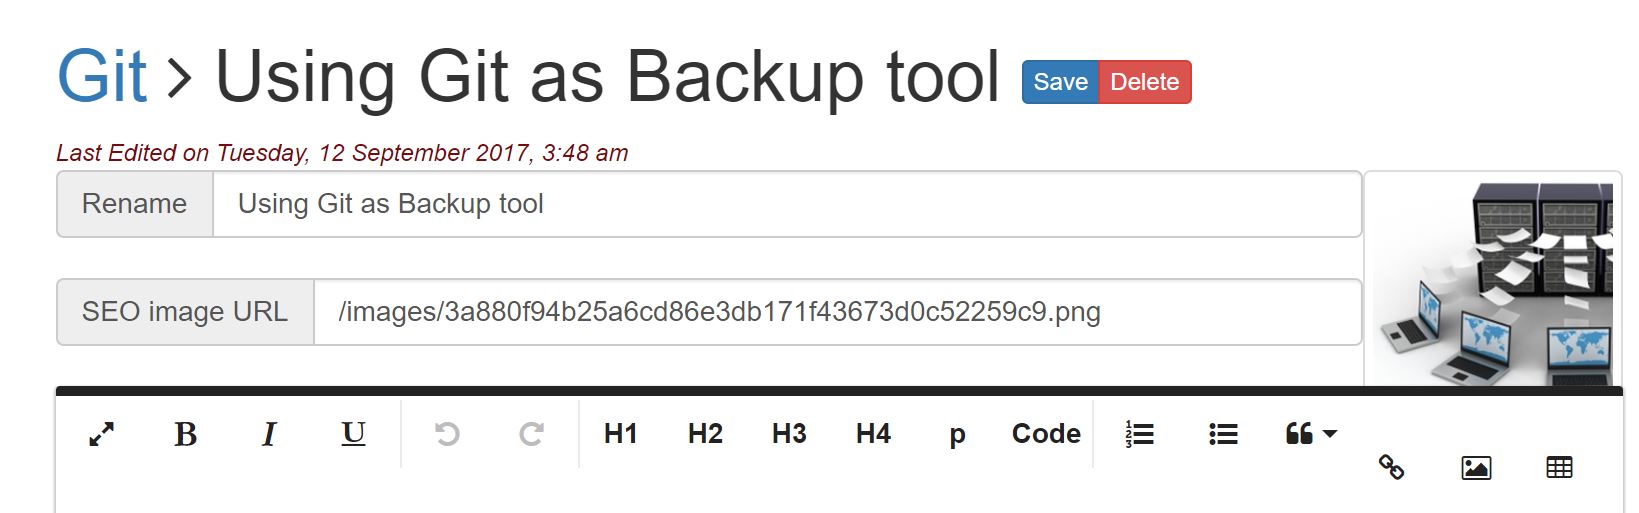 Git > Using Git as Backup tool Save Delete
Last Edited on Tuesday, 12 September 2017, 3:48 am
Rename Using Git as Backup tool
SEO image URL /images/3a880f94b25a6cd86e3db171f43673d0c52259c9.png
B I U H1 H2 H3 H4 p Code